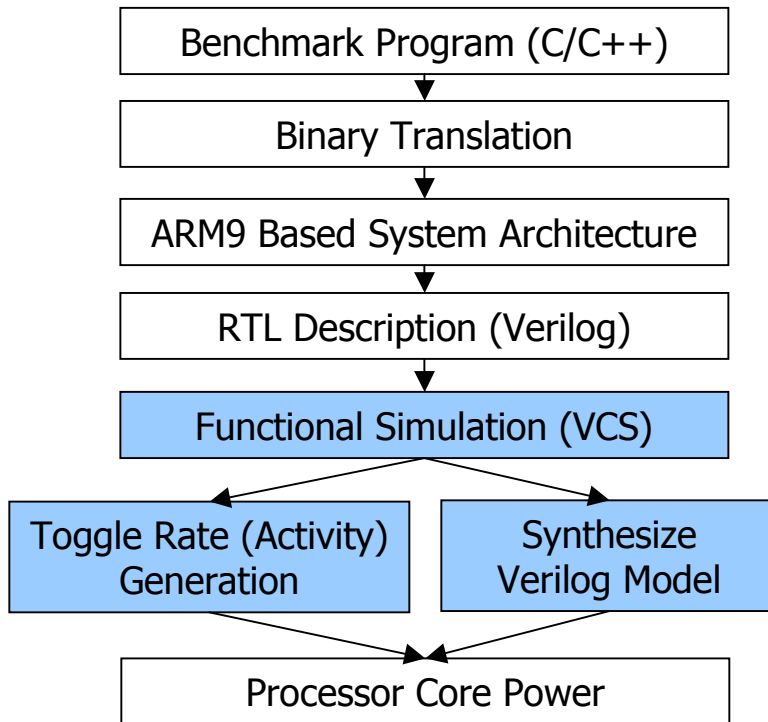 Benchmark Program (C/C++)
Binary Translation
ARM9 Based System Architecture
RTL Description (Verilog)
Functional Simulation (VCS)
Toggle Rate (Activity)
Generation
Synthesize
Verilog Model
Processor Core Power